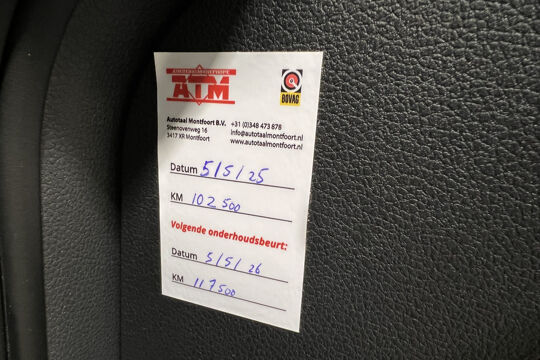 AUTOTAALMONTFOORT
ATM
BOVAG
Autotaal Montfoort B.V. +31 (0)348 473 878
Steenovenweg 16 info@autotaalmontfoort.nl
3417 XR Montfoort www.autotaalmontfoort.nl
Datum 5/5/25
KM 102 500
Volgende onderhoudsbeurt:
Datum 5/5/26
KM 117500